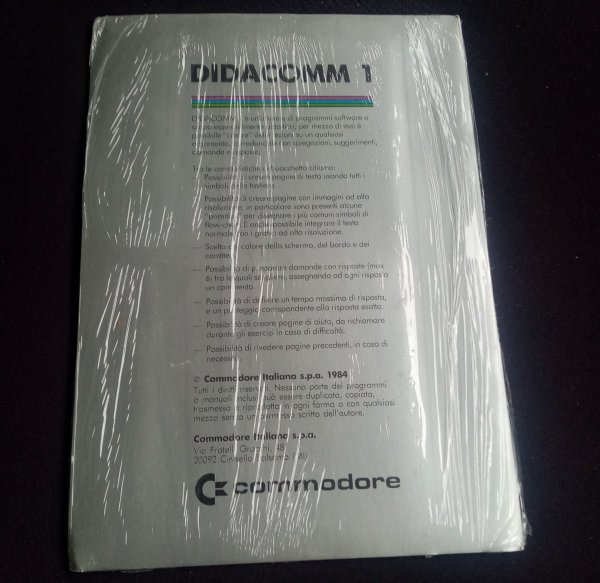 DIDACOMM 1
DIDACOMM 1 è un insieme di programmi software a
scopo essenzialmente didattico; per mezzo di essi è
possibile "creare" delle lezioni su un qualsiasi
argomento, corredandole con spiegazioni, suggerimenti,
domande e risposte.
Tra le caratteristiche del pacchetto citiamo:
— Possibilità di creare pagine di testo usando tutti i
simboli della tastiera.
— Possibilità di creare pagine con immagini ad alta
risoluzione; in particolare sono presenti alcune
"primitive" per disegnare i più comuni simboli di
flow-chart. È anche possibile integrare il testo
normale con i grafici ad alta risoluzione.
— Scelta del colore dello schermo, del bordo e dei
caratteri.
— Possibilità di preparare domande con risposte (max
6) tra le quali scegliere, assegnando ad ogni risposta
un commento.
— Possibilità di definire un tempo massimo di risposta,
e un punteggio corrispondente alla risposta esatta.
— Possibilità di creare pagine di aiuto, da richiamare
durante gli esercizi in caso di difficoltà.
— Possibilità di rivedere pagine precedenti, in caso di
necessità.
© Commodore Italiana s.p.a. 1984
Tutti i diritti riservati. Nessuna parte dei programmi
o manuali inclusi può essere duplicata, copiata,
trasmessa o riprodotta in ogni forma o con qualsiasi
mezzo senza un permesso scritto dell'autore.
Commodore Italiana s.p.a.
Via Fratelli Gracchi, 48
20092 Cinisello Balsamo (MI)
commodore